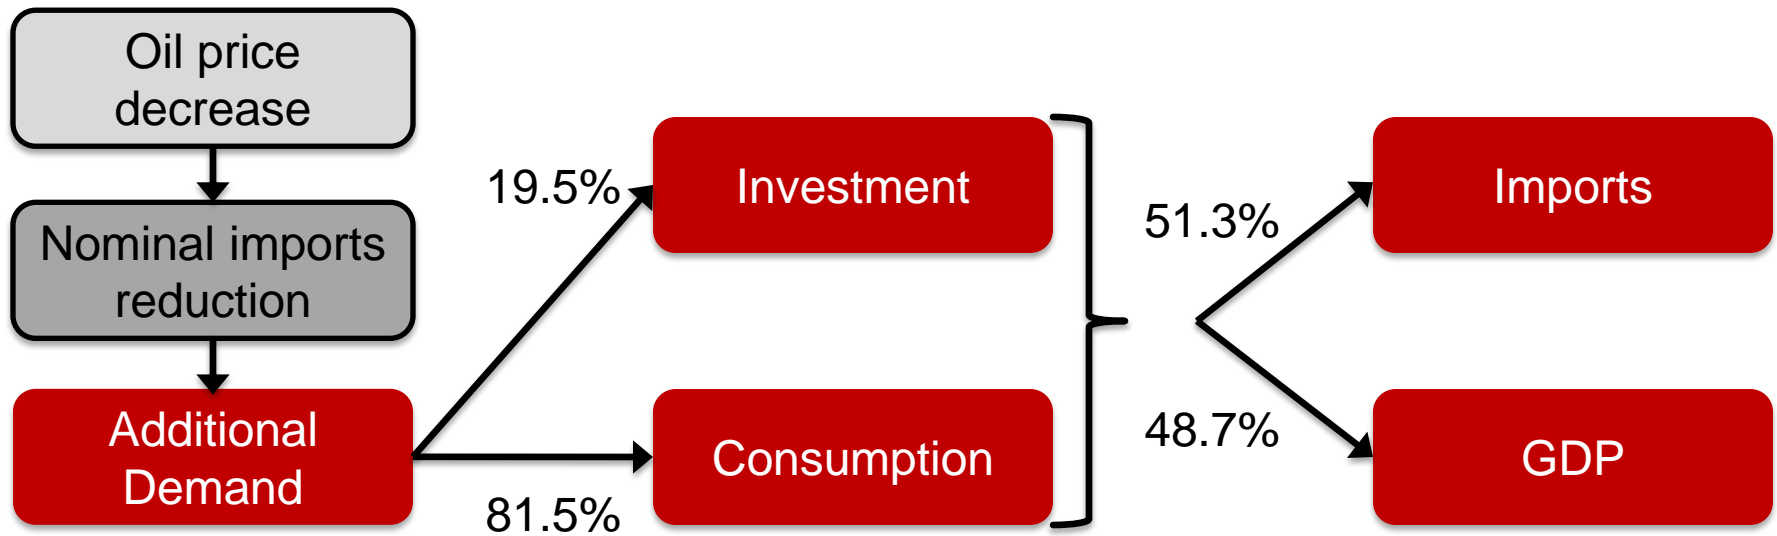 Oil price
decrease
Nominal imports
reduction
Additional
Demand
19.5%
81.5%
Investment
Consumption
51.3%
48.7%
Imports
GDP